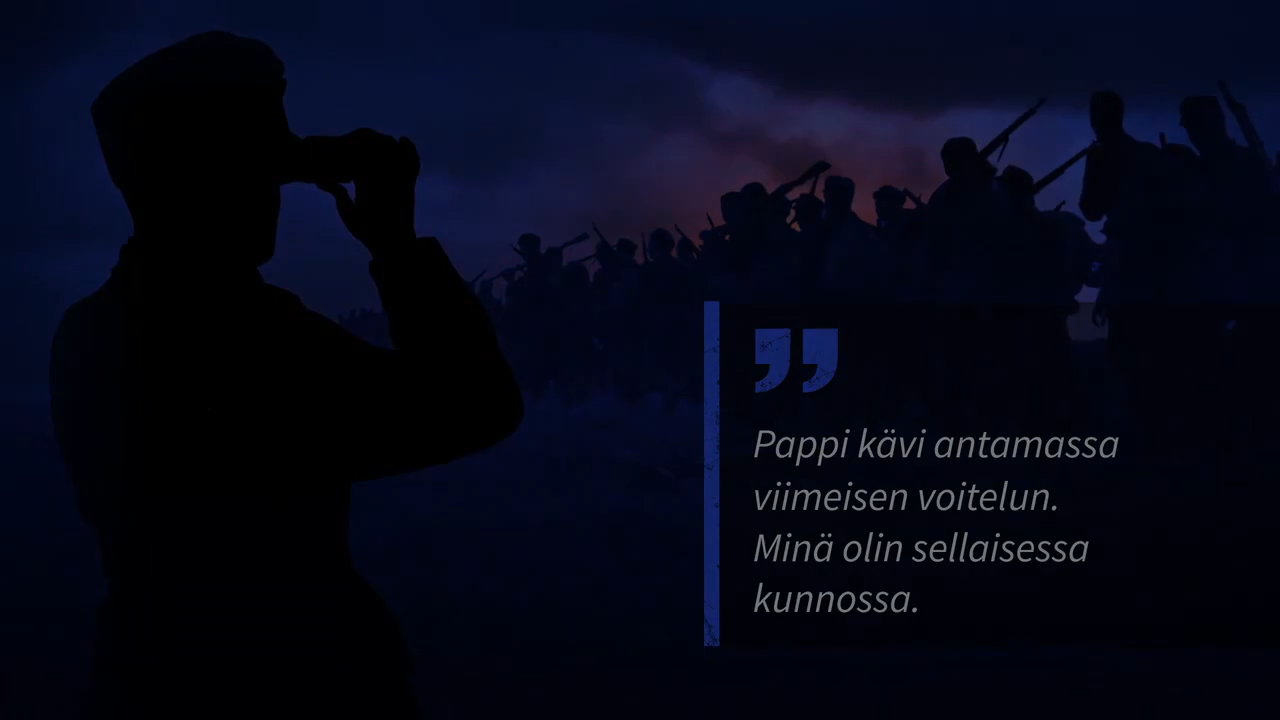 ”
Pappi kävi antamassa
viimeisen voitelun.
Minä olin sellaisessa
kunnossa.